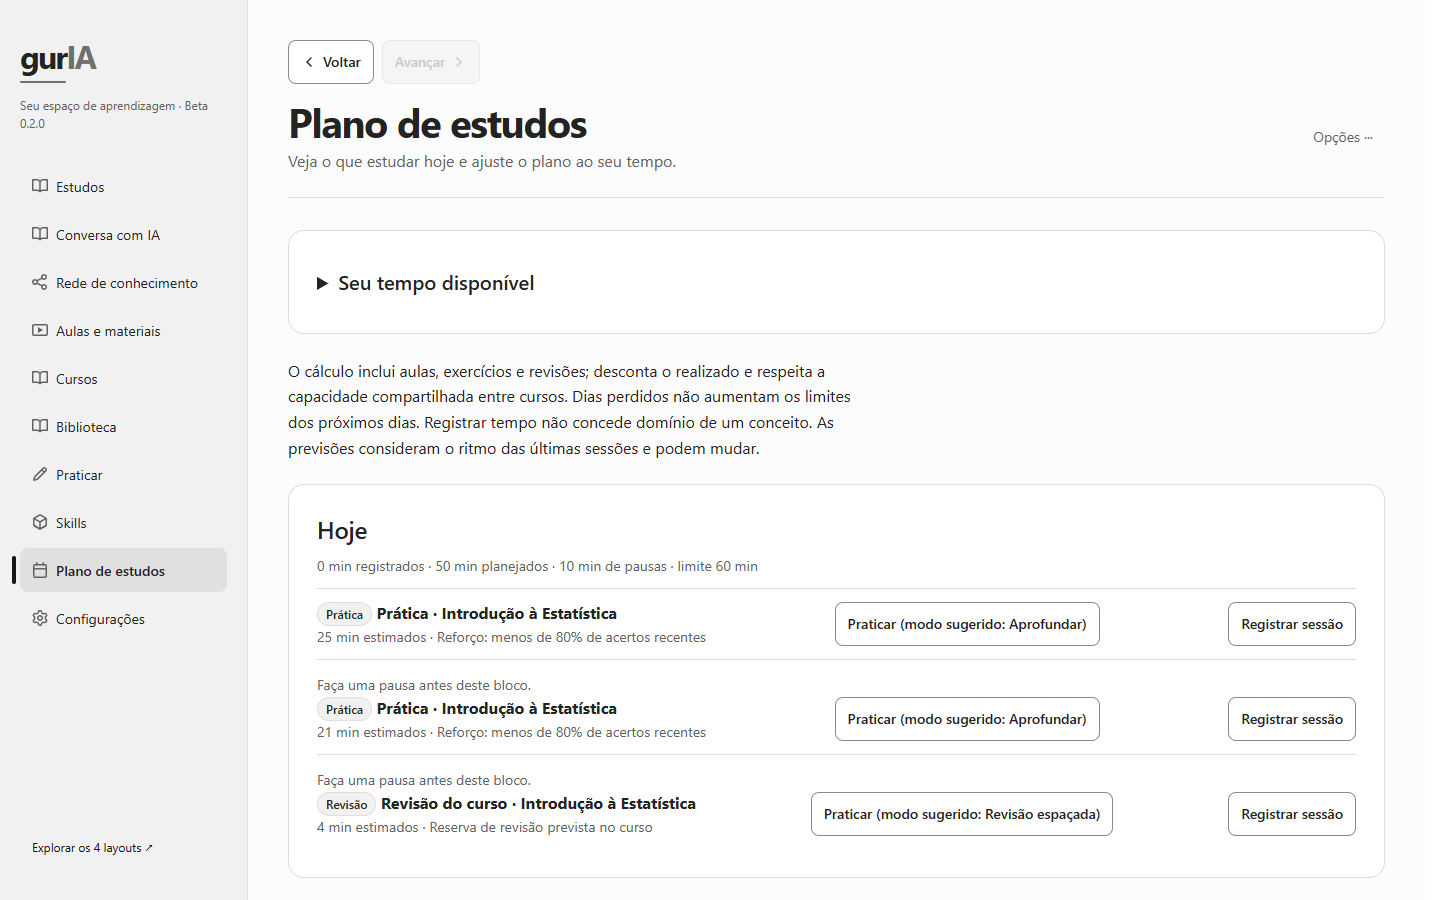 gurIA
Seu espaço de aprendizagem · Beta
0.2.0
Estudos
Conversa com IA
Rede de conhecimento
Aulas e materiais
Cursos
Biblioteca
Praticar
Skills
Plano de estudos
Configurações
Explorar os 4 layouts ↗
Voltar
Avançar
Plano de estudos
Veja o que estudar hoje e ajuste o plano ao seu tempo.
Opções ···
Seu tempo disponível
O cálculo inclui aulas, exercícios e revisões; desconta o realizado e respeita a
capacidade compartilhada entre cursos. Dias perdidos não aumentam os limites
dos próximos dias. Registrar tempo não concede domínio de um conceito. As
previsões consideram o ritmo das últimas sessões e podem mudar.
Hoje
0 min registrados · 50 min planejados · 10 min de pausas · limite 60 min
Prática Prática · Introdução à Estatística
25 min estimados · Reforço: menos de 80% de acertos recentes
Praticar (modo sugerido: Aprofundar)
Registrar sessão
Faça uma pausa antes deste bloco.
Prática Prática · Introdução à Estatística
21 min estimados · Reforço: menos de 80% de acertos recentes
Praticar (modo sugerido: Aprofundar)
Registrar sessão
Faça uma pausa antes deste bloco.
Revisão Revisão do curso · Introdução à Estatística
4 min estimados · Reserva de revisão prevista no curso
Praticar (modo sugerido: Revisão espaçada)
Registrar sessão